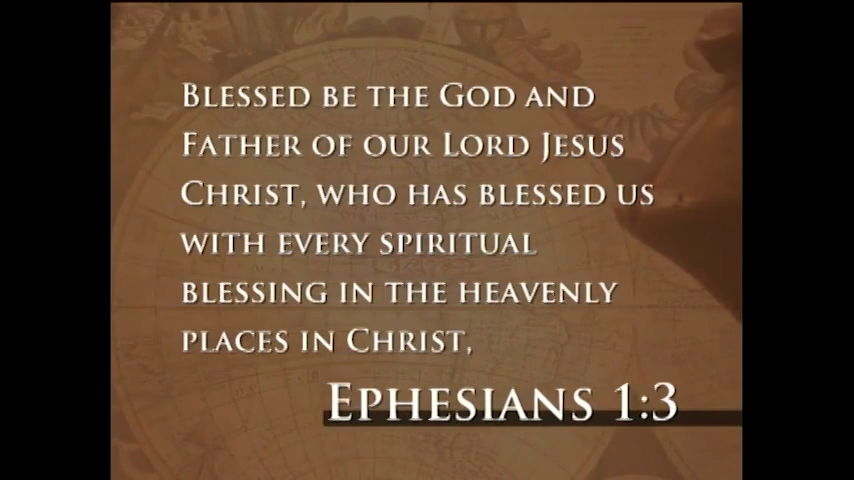 Blessed be the God and
Father of our Lord Jesus
Christ, who has blessed us
with every spiritual
blessing in the heavenly
places in Christ,
Ephesians 1:3